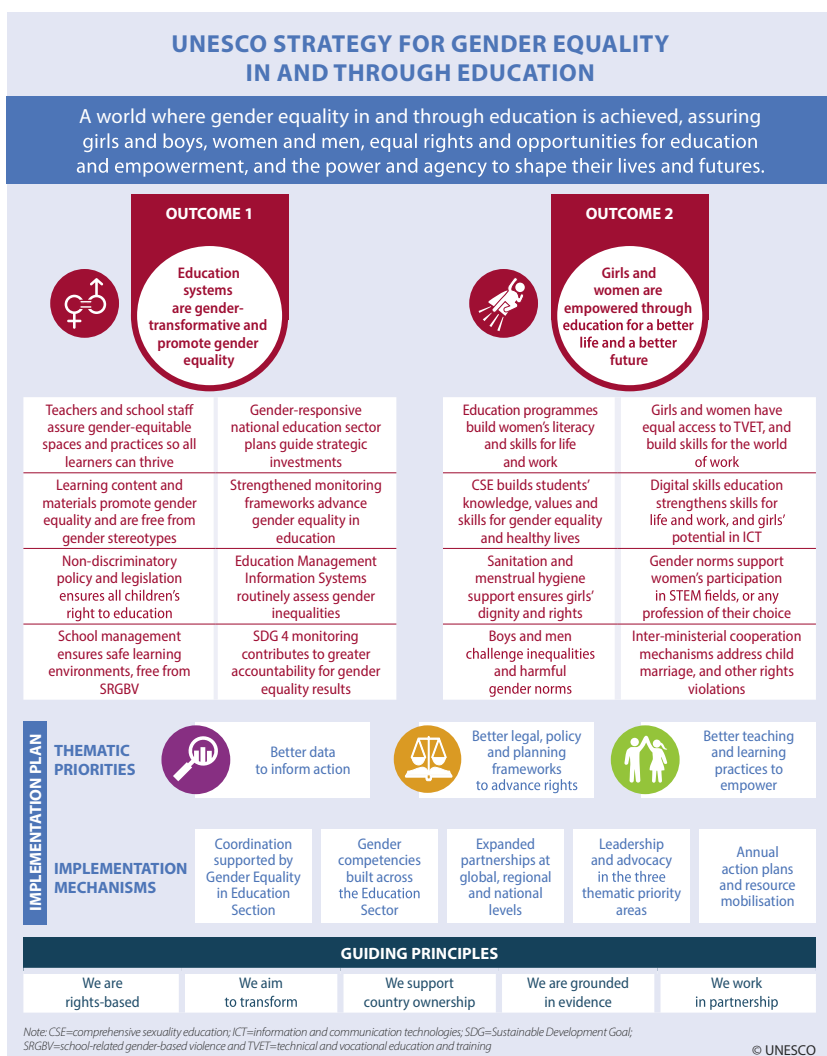 UNESCO STRATEGY FOR GENDER EQUALITY
IN AND THROUGH EDUCATION
A world where gender equality in and through education is achieved, assuring
girls and boys, women and men, equal rights and opportunities for education
and empowerment, and the power and agency to shape their lives and futures.
OUTCOME 1
Education
systems
are gender-
transformative and
promote gender
equality
Teachers and school staff
assure gender-equitable
spaces and practices so all
learners can thrive
Gender-responsive
national education sector
plans guide strategic
investments
Learning content and
materials promote gender
equality and are free from
gender stereotypes
Strengthened monitoring
frameworks advance
gender equality in
education
Non-discriminatory
policy and legislation
ensures all children's
right to education
Education Management
Information Systems
routinely assess gender
inequalities
School management
ensures safe learning
environments, free from
SRGBV
SDG 4 monitoring
contributes to greater
accountability for gender
equality results
OUTCOME 2
Girls and
women are
empowered through
education for a better
life and a better
future
Education programmes
build women's literacy
and skills for life
and work
Girls and women have
equal access to TVET, and
build skills for the world
of work
CSE builds students'
knowledge, values and
skills for gender equality
and healthy lives
Digital skills education
strengthens skills for
life and work, and girls'
potential in ICT
Sanitation and
menstrual hygiene
support ensures girls'
dignity and rights
Gender norms support
women's participation
in STEM fields, or any
profession of their choice
Boys and men
challenge inequalities
and harmful
gender norms
Inter-ministerial cooperation
mechanisms address child
marriage, and other rights
violations
IMPLEMENTATION PLAN
THEMATIC
PRIORITIES
Better data
to inform action
Better legal, policy
and planning
frameworks
to advance rights
Better teaching
and learning
practices to
empower
IMPLEMENTATION
MECHANISMS
Coordination
supported by
Gender Equality
in Education
Section
Gender
competencies
built across
the Education
Sector
Expanded
partnerships at
global, regional
and national
levels
Leadership
and advocacy
in the three
thematic priority
areas
Annual
action plans
and resource
mobilisation
GUIDING PRINCIPLES
We are
rights-based
We aim
to transform
We support
country ownership
We are grounded
in evidence
We work
in partnership
Note: CSE=comprehensive sexuality education; ICT=information and communication technologies; SDG=Sustainable Development Goal;
SRGBV=school-related gender-based violence and TVET=technical and vocational education and training
© UNESCO